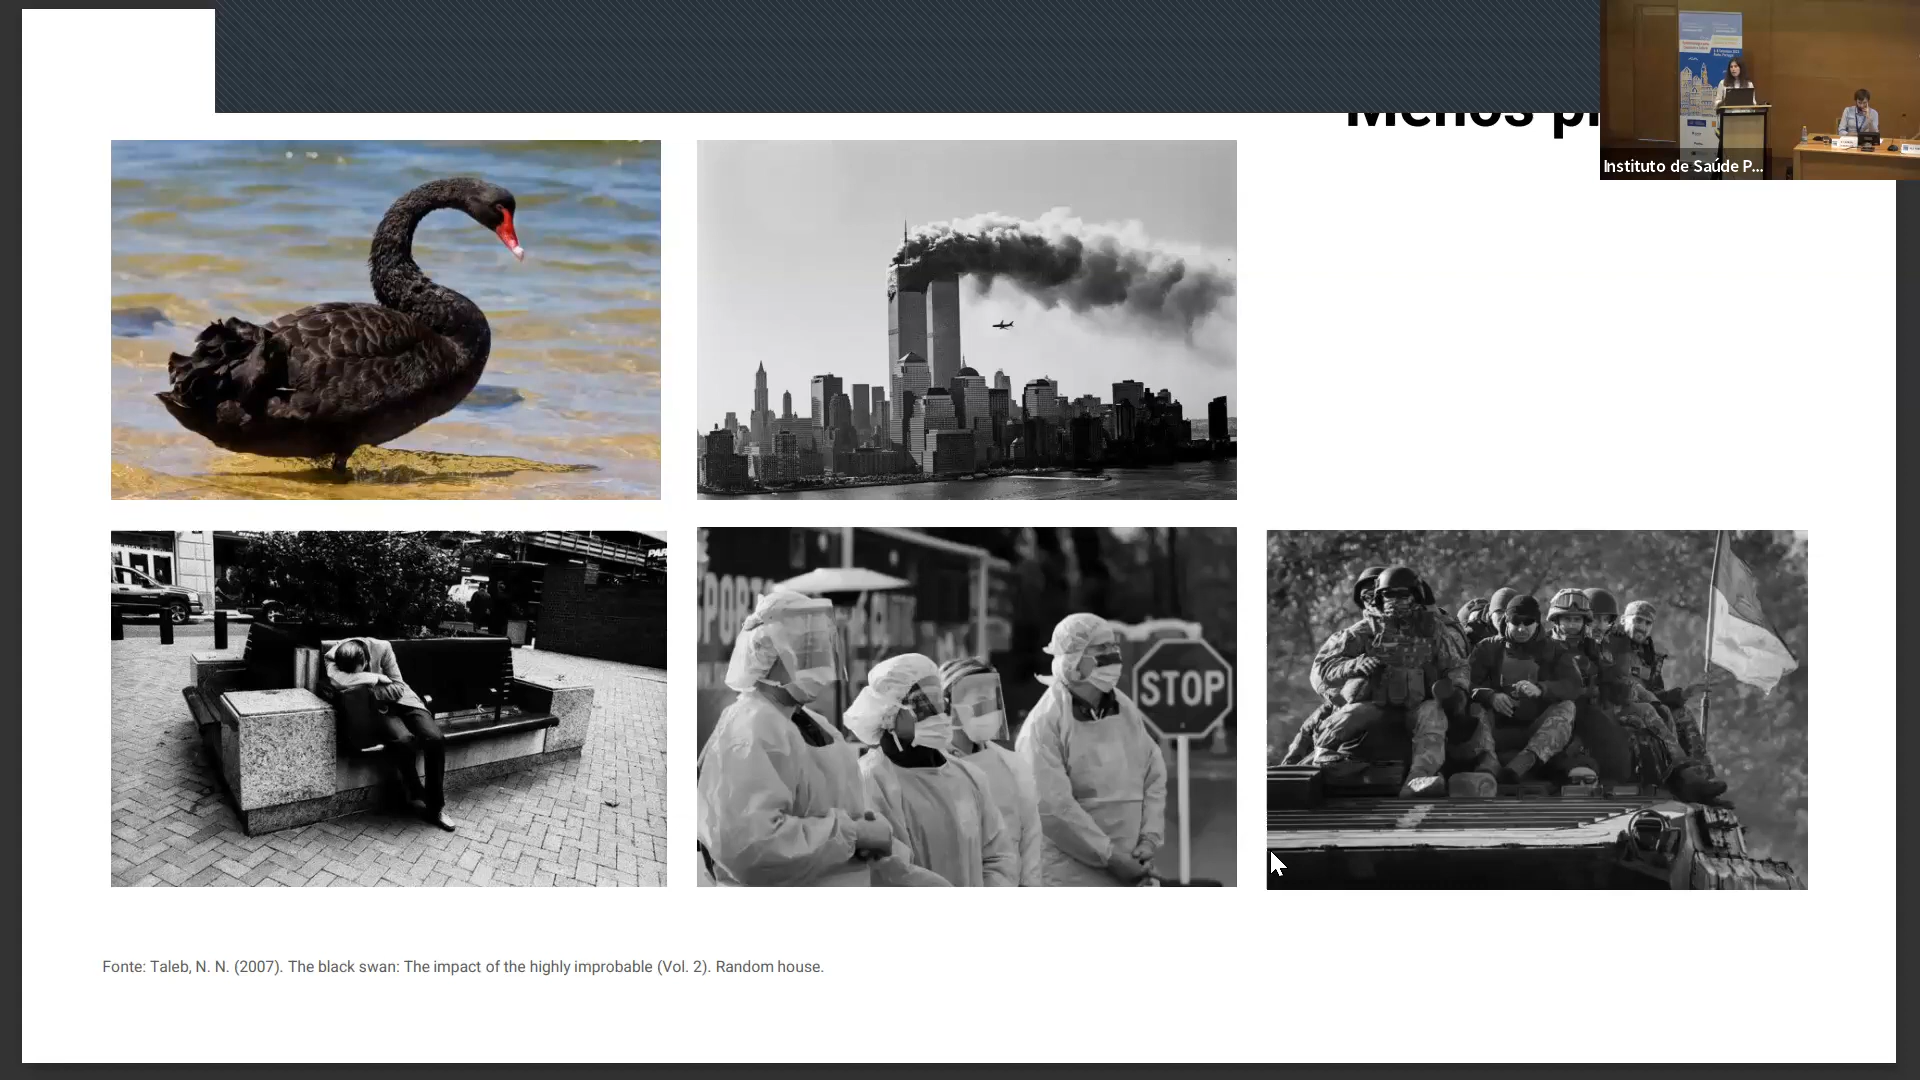 Menos
Instituto de Saúde P...
STOP
Fonte: Taleb, N. N. (2007). The black swan: The impact of the highly improbable (Vol. 2). Random house.